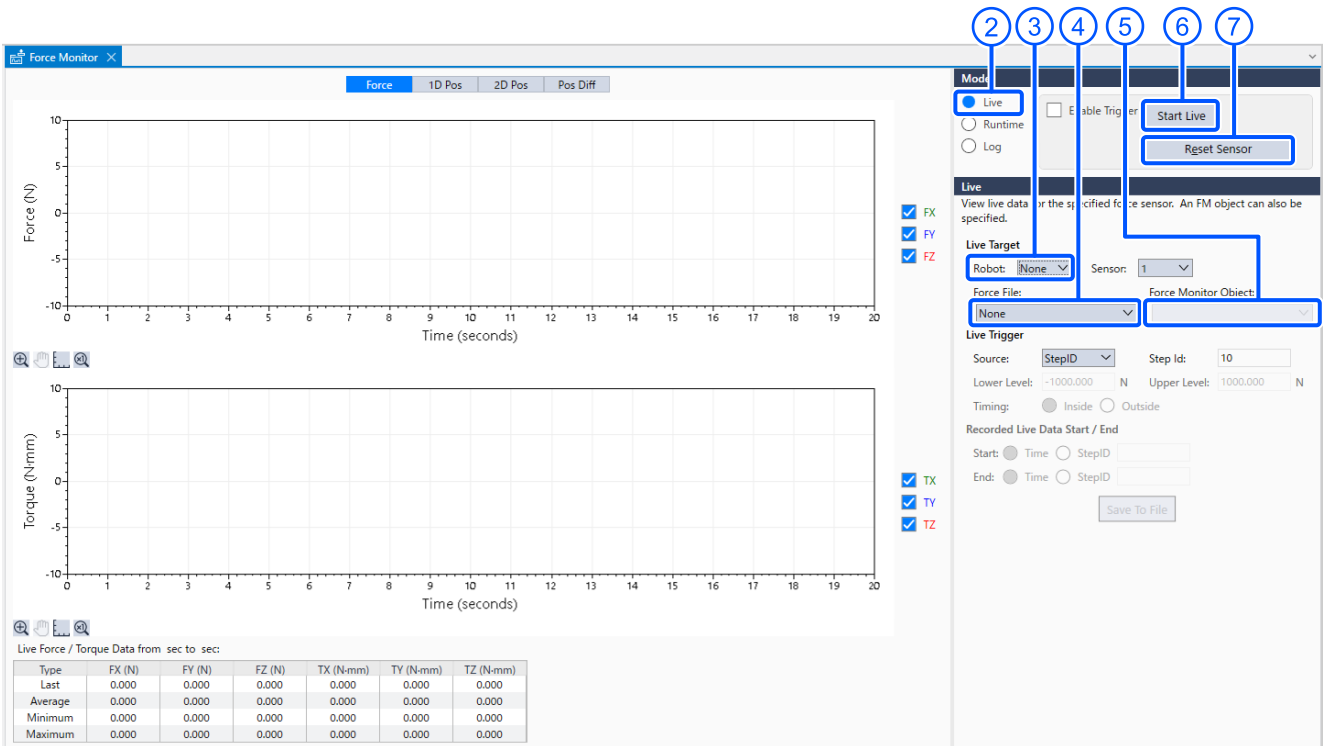 2 3 4 5 6 7
Force Monitor
Force 1D Pos 2D Pos Pos Diff
10
5
0
-5
-10
Force (N)
0 1 2 3 4 5 6 7 8 9 10 11 12 13 14 15 16 17 18 19 20
Time (seconds)
FX
FY
FZ
10
5
0
-5
-10
Torque (N·mm)
0 1 2 3 4 5 6 7 8 9 10 11 12 13 14 15 16 17 18 19 20
Time (seconds)
TX
TY
TZ
Live Force / Torque Data from sec to sec:
Type FX (N) FY (N) FZ (N) TX (N·mm) TY (N·mm) TZ (N·mm)
Last 0.000 0.000 0.000 0.000 0.000 0.000
Average 0.000 0.000 0.000 0.000 0.000 0.000
Minimum 0.000 0.000 0.000 0.000 0.000 0.000
Maximum 0.000 0.000 0.000 0.000 0.000 0.000
Mode
Live Enable Trigger Start Live
Runtime
Log Reset Sensor
Live
View live data for the specified force sensor. An FM object can also be
specified.
Live Target
Robot: None Sensor: 1
Force File: Force Monitor Object:
None
Live Trigger
Source: StepID Step Id: 10
Lower Level: -1000.000 N Upper Level: 1000.000 N
Timing: Inside Outside
Recorded Live Data Start / End
Start: Time StepID
End: Time StepID
Save To File